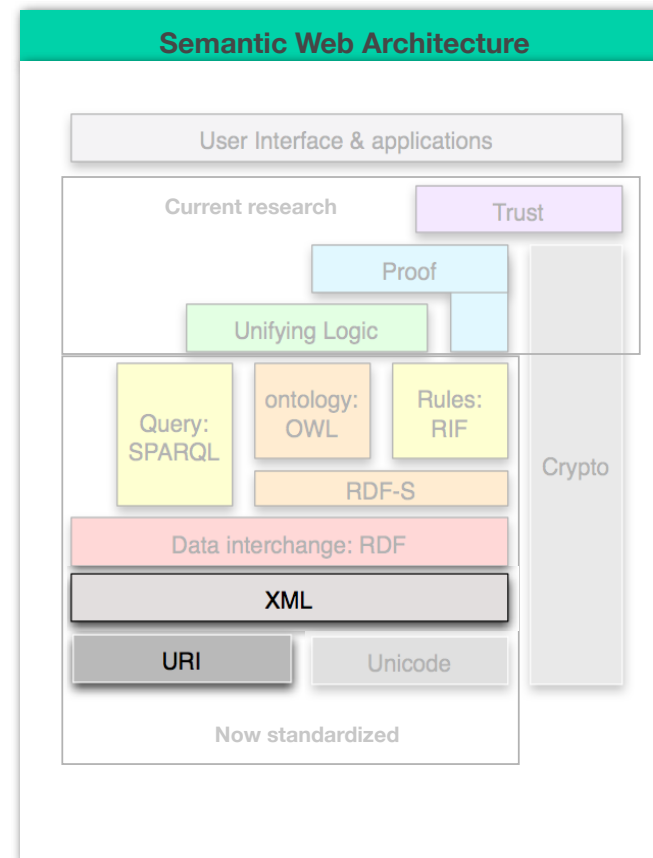 Semantic Web Architecture
User Interface & applications
Current research
Trust
Proof
Unifying Logic
Query:
SPARQL
ontology:
OWL
Rules:
RIF
Crypto
RDF-S
Data interchange: RDF
XML
URI
Unicode
Now standardized